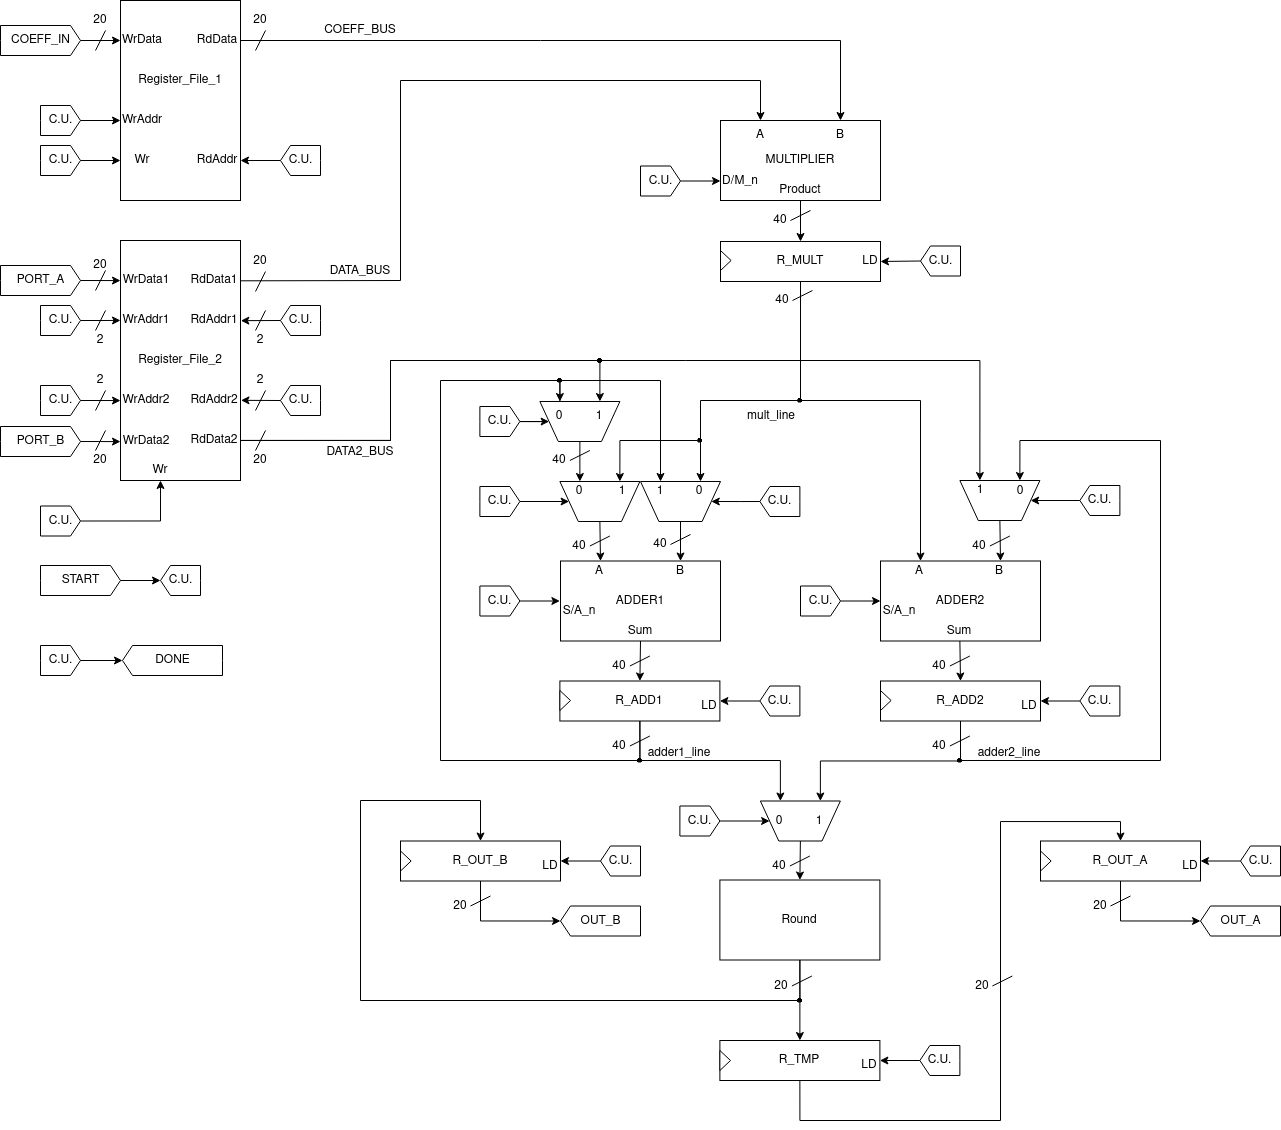 20
20
COEFF_BUS
COEFF_IN
WrData
RdData
Register_File_1
C.U.
WrAddr
C.U.
Wr
RdAddr
C.U.
A
B
MULTIPLIER
C.U.
D/M_n
Product
40
R_MULT
LD
C.U.
40
20
20
DATA_BUS
PORT_A
WrData1
RdData1
C.U.
WrAddr1
RdAddr1
C.U.
2
2
Register_File_2
2
2
C.U.
WrAddr2
RdAddr2
C.U.
PORT_B
WrData2
RdData2
20
20
DATA2_BUS
Wr
C.U.
START
C.U.
C.U.
DONE
mult_line
C.U.
0
1
40
C.U.
0
1
1
0
C.U.
1
0
C.U.
40
40
40
A
B
A
B
C.U.
ADDER1
S/A_n
Sum
C.U.
ADDER2
S/A_n
Sum
40
40
R_ADD1
LD
C.U.
R_ADD2
LD
C.U.
40
adder1_line
40
adder2_line
C.U.
0
1
40
R_OUT_B
LD
C.U.
20
OUT_B
R_OUT_A
LD
C.U.
20
OUT_A
Round
20
20
R_TMP
LD
C.U.